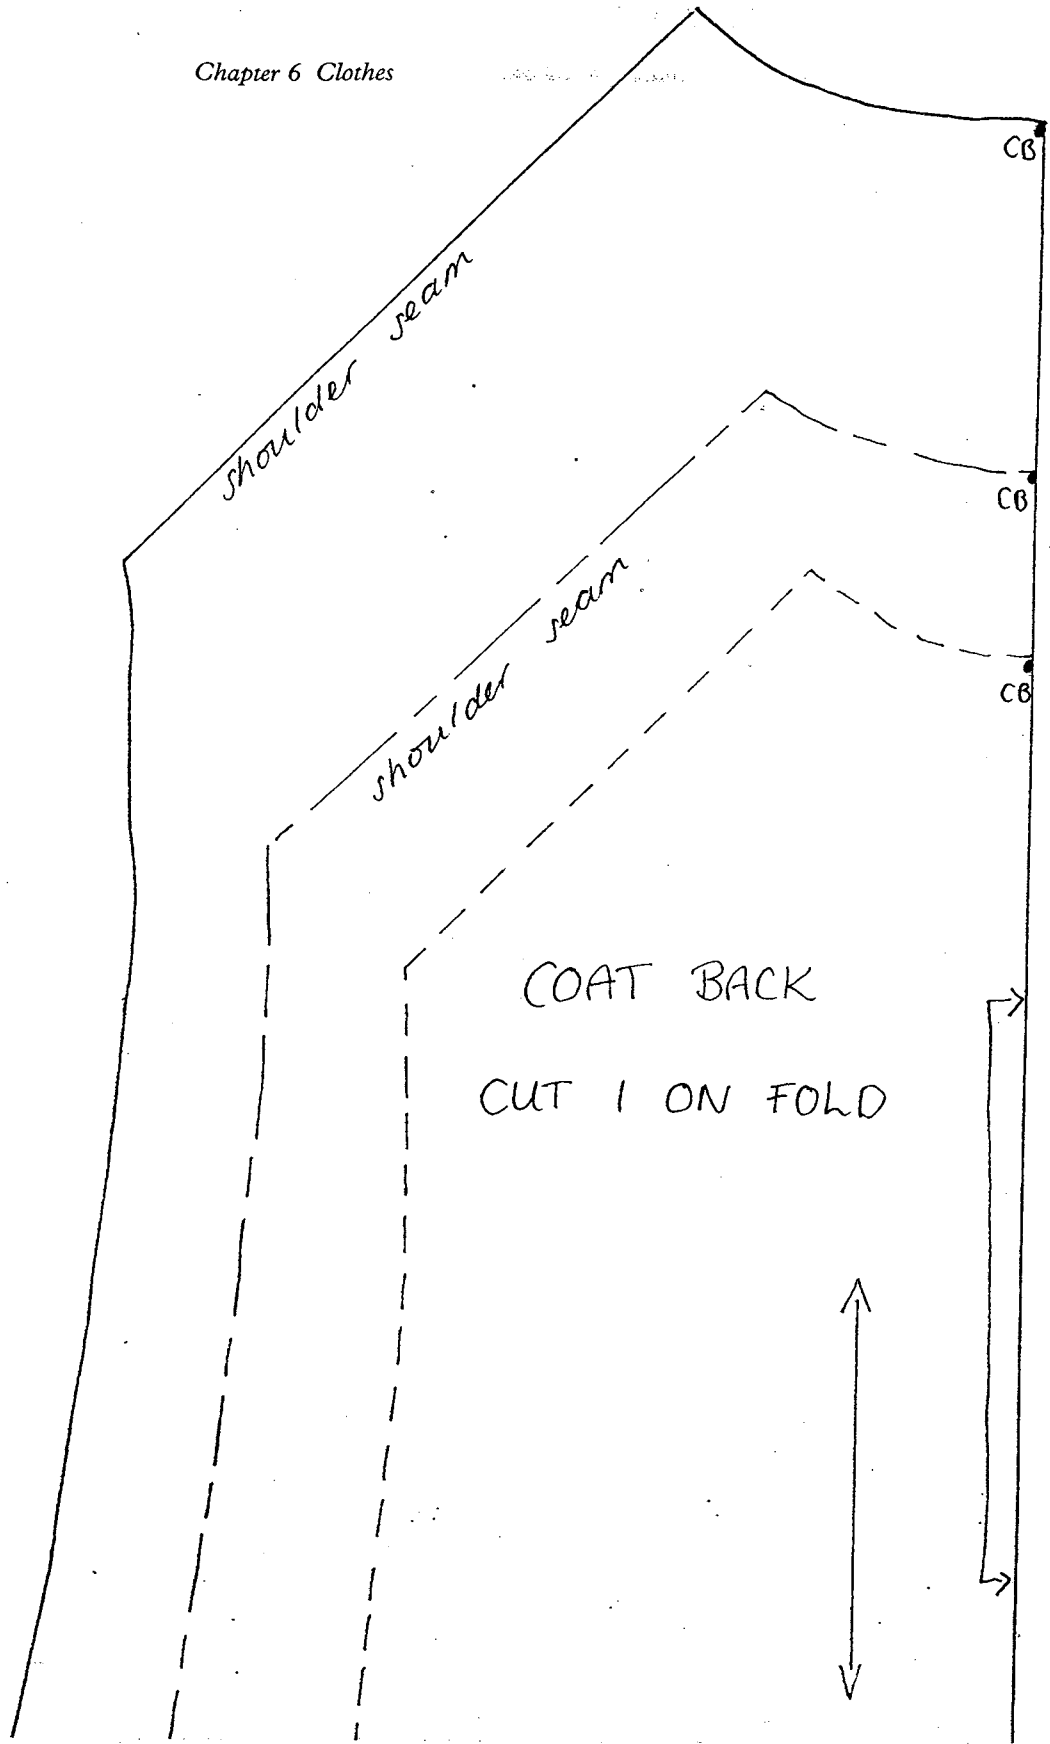 Chapter 6 Clothes
CB
shoulder seam
CB
shoulder seam
CB
COAT BACK
CUT 1 ON FOLD